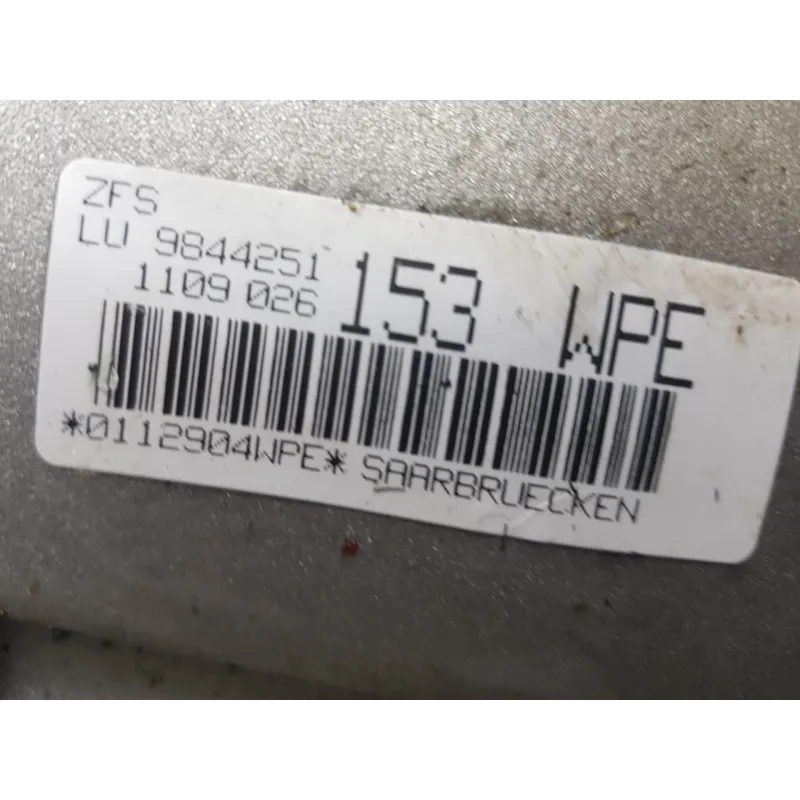 ZFS
LU 9844251
1109 026
153 WPE
*0112904WPE* SAARBRUECKEN